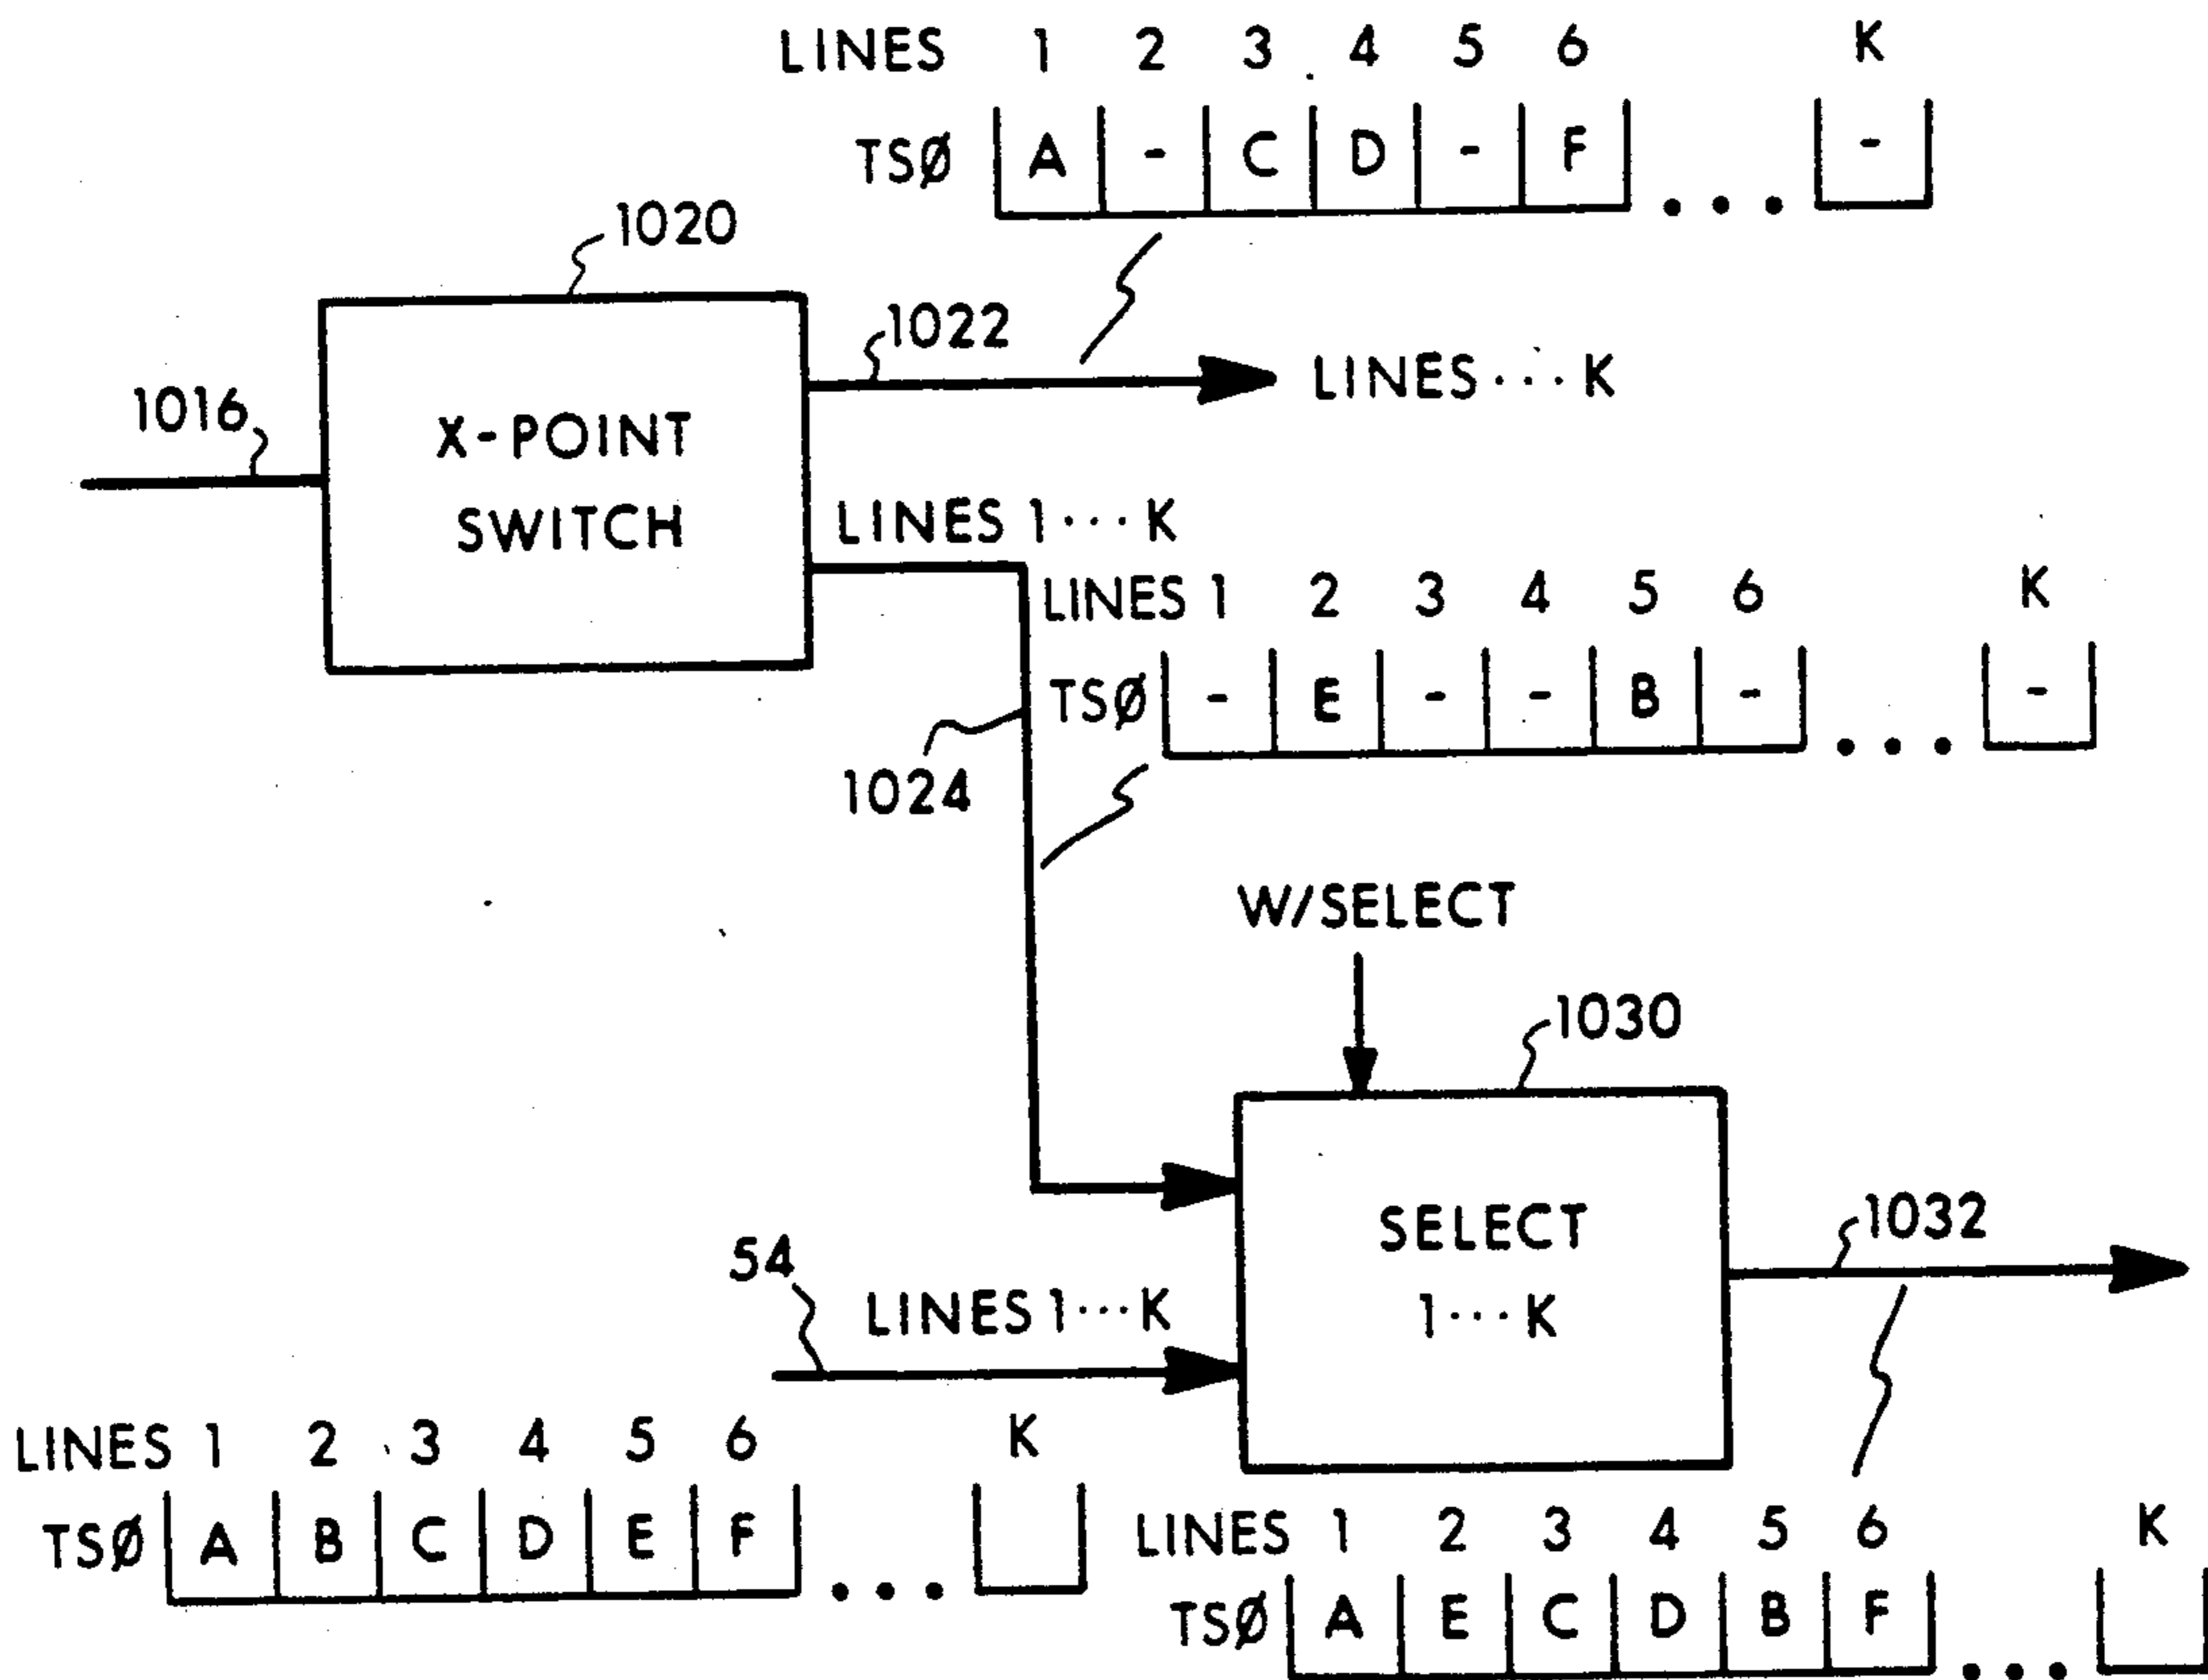 LINES 1 2 3 4 5 6 K
TSØ A - C D - F ... -
1020
1022
LINES ... K
1016
X-POINT
SWITCH
LINES 1 ... K
LINES 1 2 3 4 5 6 K
TSØ - E - - B - ... -
1024
W/SELECT
1030
SELECT
1 ... K
1032
54
LINES 1 ... K
LINES 1 2 3 4 5 6 K
TSØ A B C D E F ...
LINES 1 2 3 4 5 6 K
TSØ A E C D B F ...